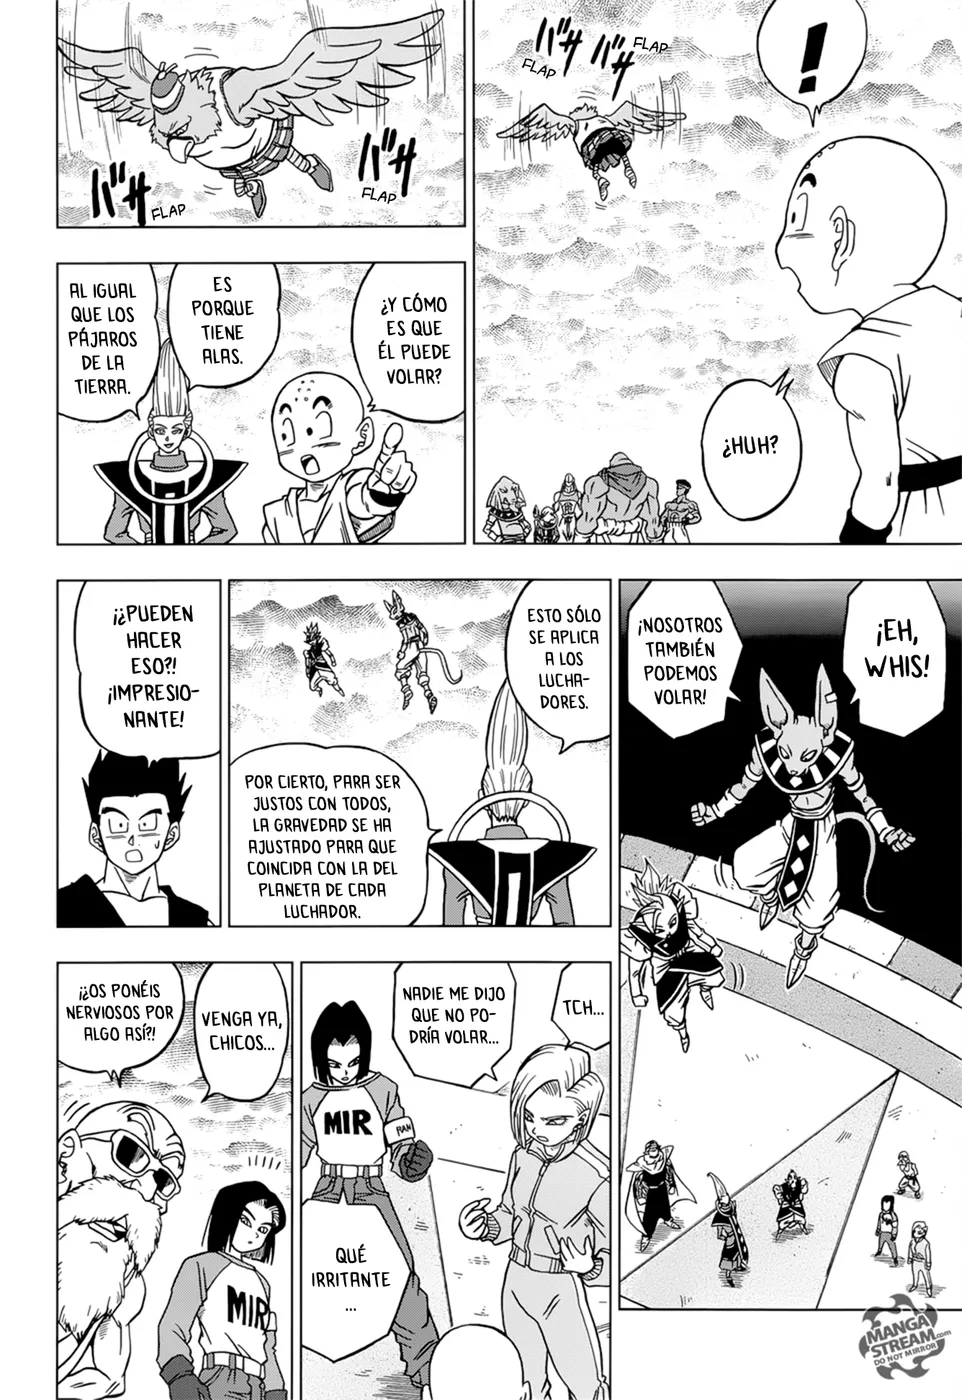 !
バサ
FLAP
バサ
FLAP
¿HUH?
バサ
FLAP
バサ
FLAP
¿Y CÓMO
ES QUE
ÉL PUEDE
VOLAR?
ES
PORQUE
TIENE
ALAS.
AL IGUAL
QUE LOS
PÁJAROS
DE LA
TIERRA.
¡EH,
WHIS!
¡NOSOTROS
TAMBIÉN
PODEMOS
VOLAR!
ESTO SÓLO
SE APLICA
A LOS
LUCHA-
DORES.
POR CIERTO, PARA SER
JUSTOS CON TODOS,
LA GRAVEDAD SE HA
AJUSTADO PARA QUE
COINCIDA CON LA DEL
PLANETA DE CADA
LUCHADOR.
¡¿PUEDEN
HACER
ESO?!
¡IMPRESIO-
NANTE!
TCH...
NADIE ME DIJO
QUE NO PO-
DRÍA VOLAR...
MIR
RAN
QUÉ
IRRITANTE
...
VENGA YA,
CHICOS...
¡¿OS PONÉIS
NERVIOSOS POR
ALGO ASÍ?!
MIR
MANGA
STREAM.com
DO NOT MIRROR!